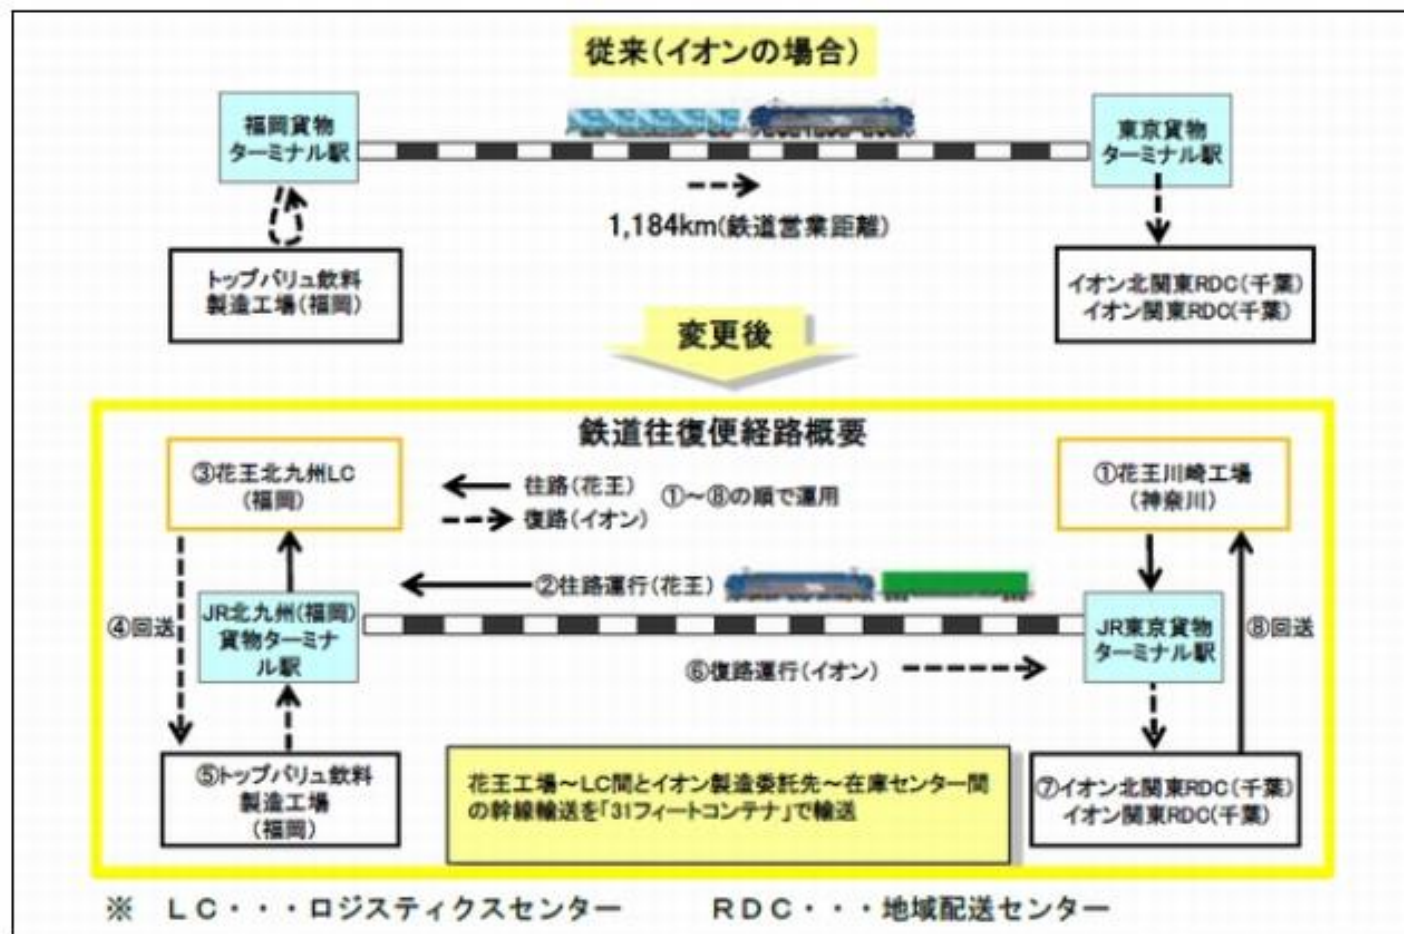 従来(イオンの場合)
福岡貨物
ターミナル駅
東京貨物
ターミナル駅
1,184km(鉄道営業距離)
トップバリュ飲料
製造工場(福岡)
イオン北関東RDC(千葉)
イオン関東RDC(千葉)
変更後
鉄道往復便経路概要
③花王北九州LC
(福岡)
往路(花王)
復路(イオン)
①～⑧の順で運用
①花王川崎工場
(神奈川)
②往路運行(花王)
④回送
JR北九州(福岡)
貨物ターミナ
ル駅
JR東京貨物
ターミナル駅
⑧回送
⑥復路運行(イオン)
⑤トップバリュ飲料
製造工場
(福岡)
花王工場～LC間とイオン製造委託先～在庫センター間
の幹線輸送を「31フィートコンテナ」で輸送
⑦イオン北関東RDC(千葉)
イオン関東RDC(千葉)
※　ＬＣ・・・ロジスティクスセンター　　ＲＤＣ・・・地域配送センター